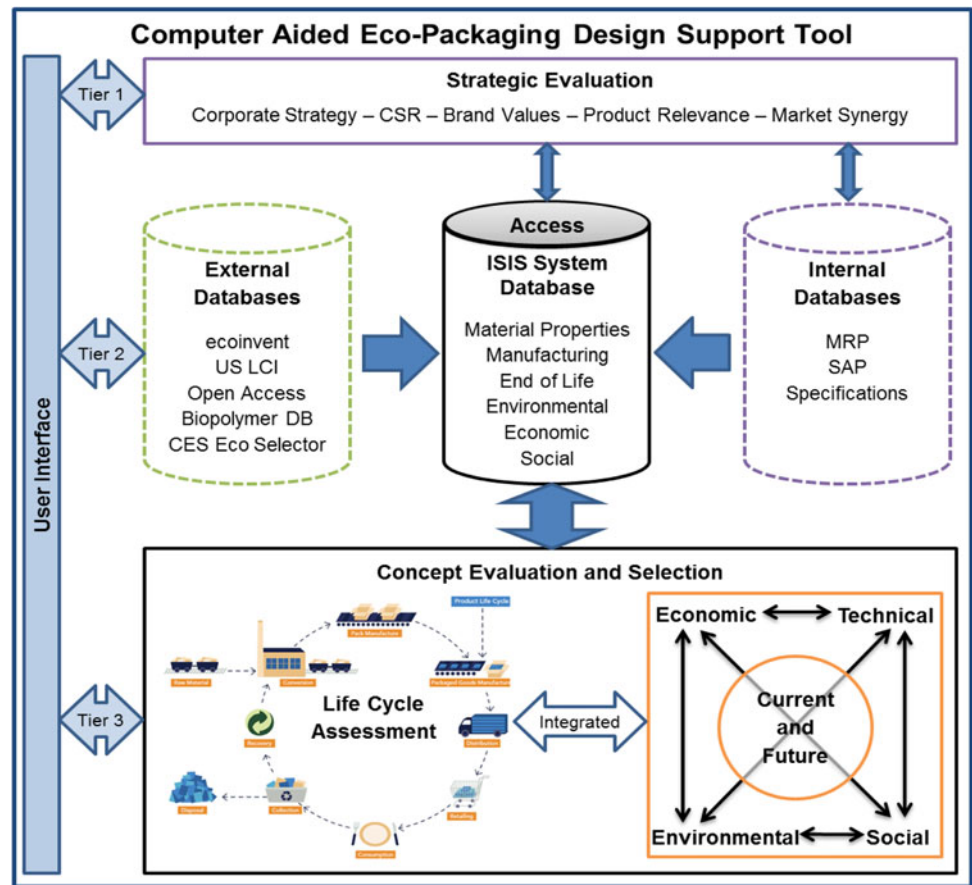 Computer Aided Eco-Packaging Design Support Tool
User Interface
Tier 1
Strategic Evaluation
Corporate Strategy – CSR – Brand Values – Product Relevance – Market Synergy
Tier 2
External
Databases
ecoinvent
US LCI
Open Access
Biopolymer DB
CES Eco Selector
Access
ISIS System
Database
Material Properties
Manufacturing
End of Life
Environmental
Economic
Social
Internal
Databases
MRP
SAP
Specifications
Tier 3
Concept Evaluation and Selection
Product Life Cycle
Pack Manufacture
Raw Material
Conversion
Packaged Goods Manufacture
Life Cycle
Assessment
Recovery
Distribution
Disposal
Collection
Retailing
Consumption
Integrated
Economic
Technical
Current
and
Future
Environmental
Social